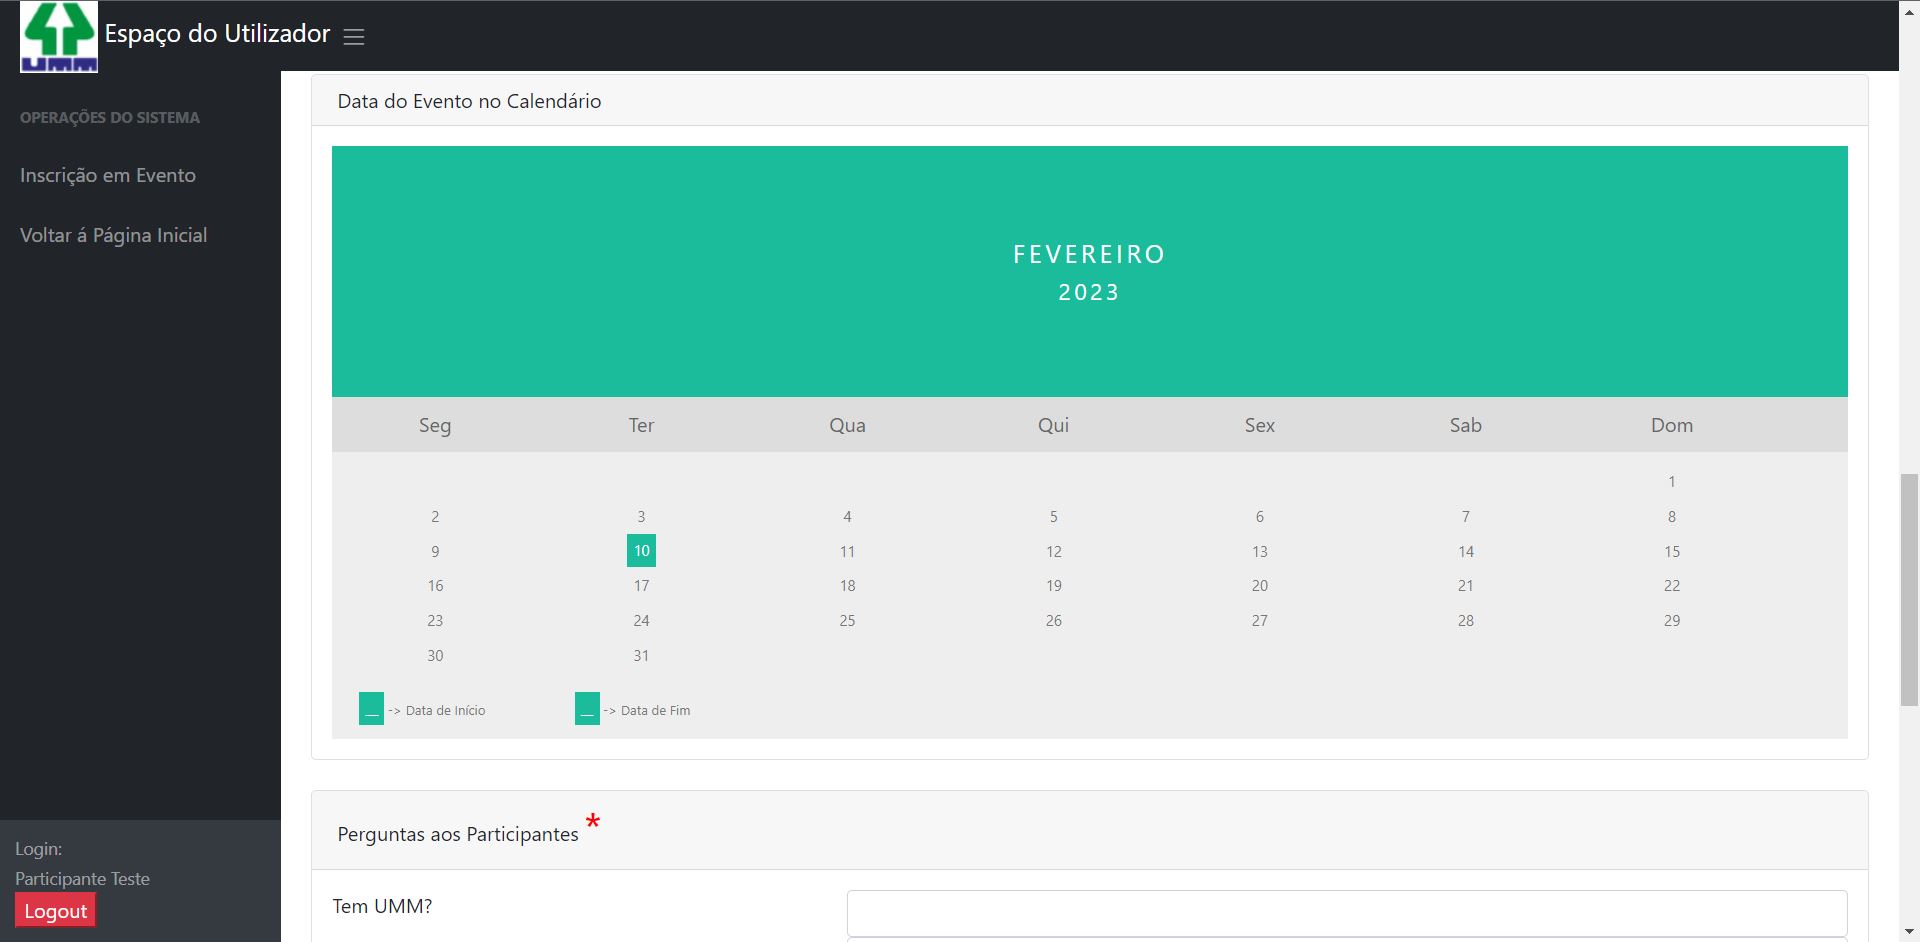 UMM
Espaço do Utilizador
OPERAÇÕES DO SISTEMA
Inscrição em Evento
Voltar á Página Inicial
Login:
Participante Teste
Logout
Data do Evento no Calendário
FEVEREIRO
2023
Seg Ter Qua Qui Sex Sab Dom
1
2 3 4 5 6 7 8
9 10 11 12 13 14 15
16 17 18 19 20 21 22
23 24 25 26 27 28 29
30 31
__ -> Data de Início __ -> Data de Fim
Perguntas aos Participantes *
Tem UMM?